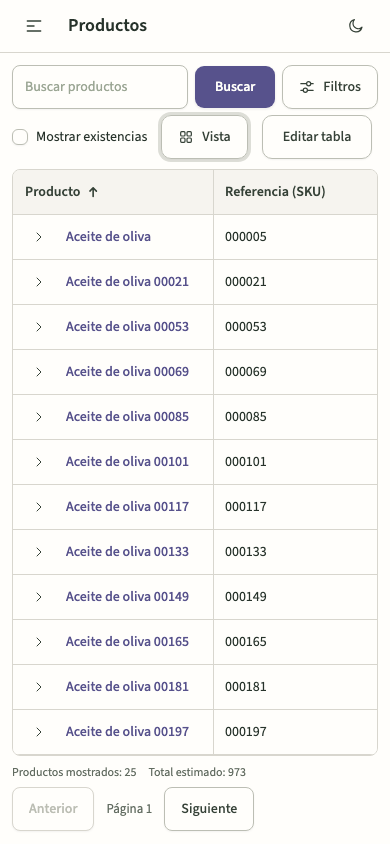 Productos
Buscar productos
Buscar
Filtros
Mostrar existencias
Vista
Editar tabla
Producto
Referencia (SKU)
Aceite de oliva
000005
Aceite de oliva 00021
000021
Aceite de oliva 00053
000053
Aceite de oliva 00069
000069
Aceite de oliva 00085
000085
Aceite de oliva 00101
000101
Aceite de oliva 00117
000117
Aceite de oliva 00133
000133
Aceite de oliva 00149
000149
Aceite de oliva 00165
000165
Aceite de oliva 00181
000181
Aceite de oliva 00197
000197
Productos mostrados: 25
Total estimado: 973
Anterior
Página 1
Siguiente